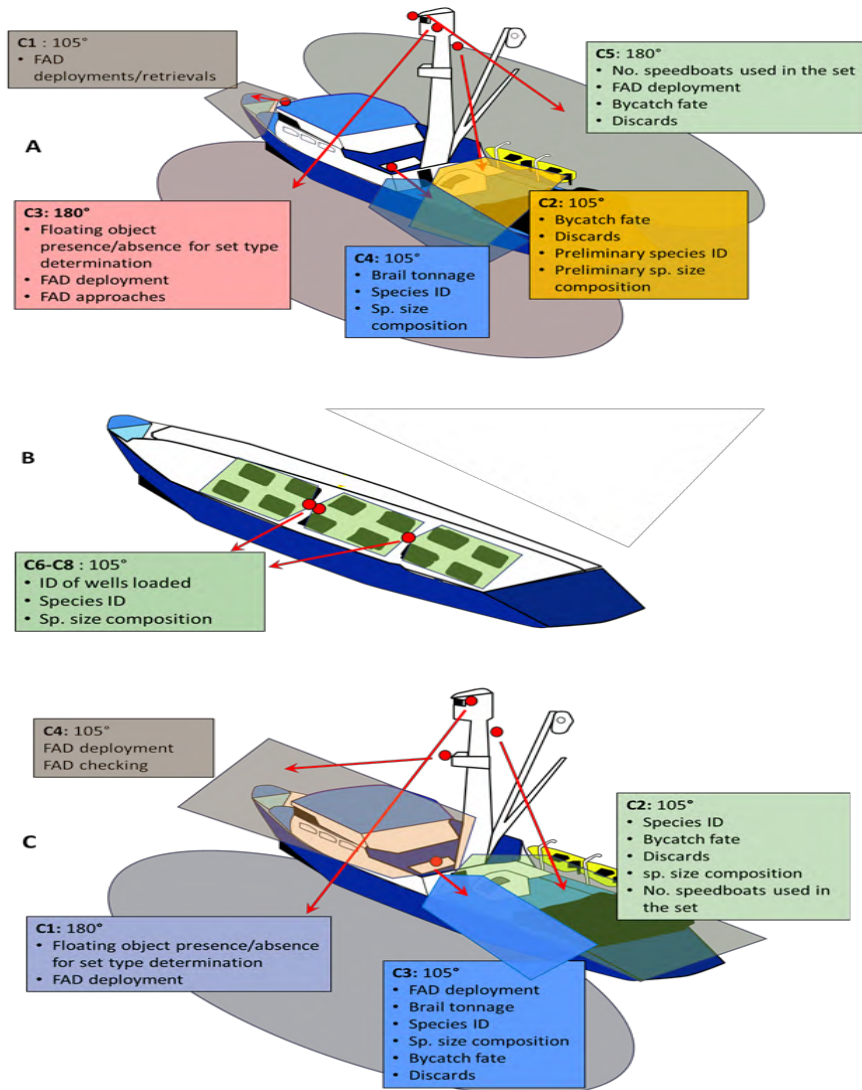 C1 : 105°
• FAD
deployments/retrievals
C5: 180°
• No. speedboats used in the set
• FAD deployment
• Bycatch fate
• Discards
A
C3: 180°
• Floating object
presence/absence for set type
determination
• FAD deployment
• FAD approaches
C4: 105°
• Brail tonnage
• Species ID
• Sp. size
composition
C2: 105°
• Bycatch fate
• Discards
• Preliminary species ID
• Preliminary sp. size
composition
B
C6-C8 : 105°
• ID of wells loaded
• Species ID
• Sp. size composition
C4: 105°
FAD deployment
FAD checking
C
C2: 105°
• Species ID
• Bycatch fate
• Discards
• sp. size composition
• No. speedboats used in
the set
C1: 180°
• Floating object presence/absence
for set type determination
• FAD deployment
C3: 105°
• FAD deployment
• Brail tonnage
• Species ID
• Sp. size composition
• Bycatch fate
• Discards